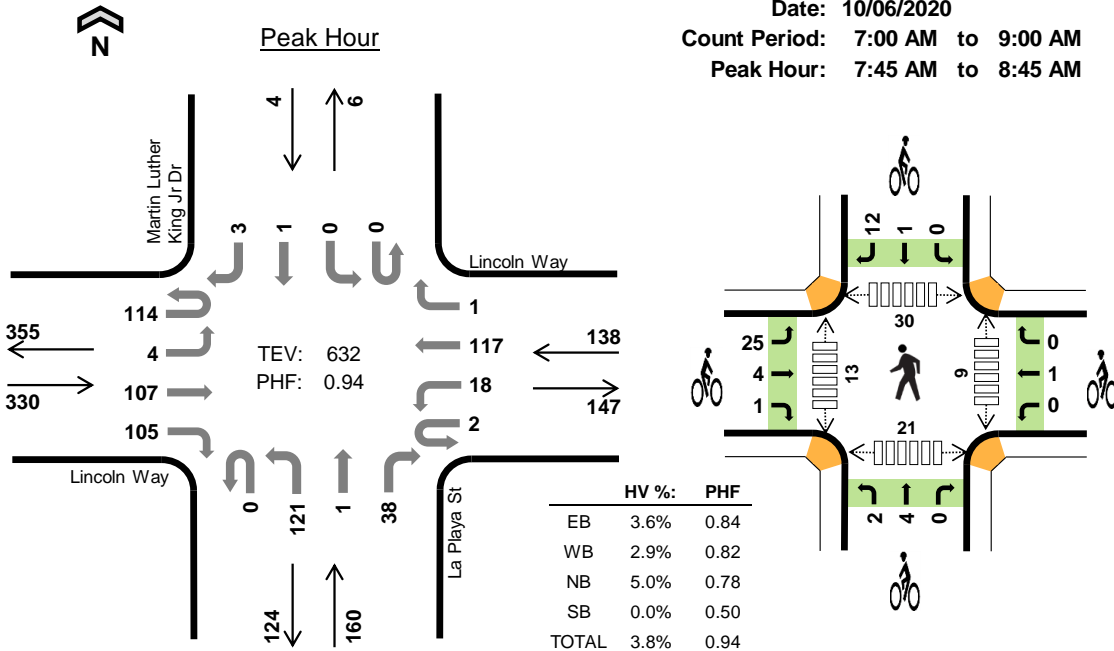 N
Peak Hour
Date: 10/06/2020
Count Period: 7:00 AM to 9:00 AM
Peak Hour: 7:45 AM to 8:45 AM
4
6
Martin Luther
King Jr Dr
3
1
0
0
Lincoln Way
114
4
107
105
355
330
TEV: 632
PHF: 0.94
1
117
18
2
138
147
Lincoln Way
0
121
1
38
La Playa St
124
160
HV %: PHF
EB 3.6% 0.84
WB 2.9% 0.82
NB 5.0% 0.78
SB 0.0% 0.50
TOTAL 3.8% 0.94
12
1
0
30
25
4
1
13
9
0
1
0
21
2
4
0